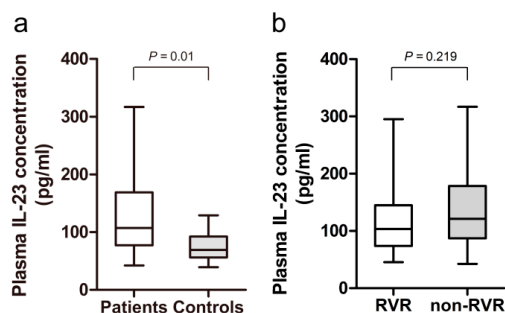 a
Plasma IL-23 concentration
(pg/ml)
400
300
200
100
0
P = 0.01
Patients Controls
b
Plasma IL-23 concentration
(pg/ml)
400
300
200
100
0
P = 0.219
RVR non-RVR